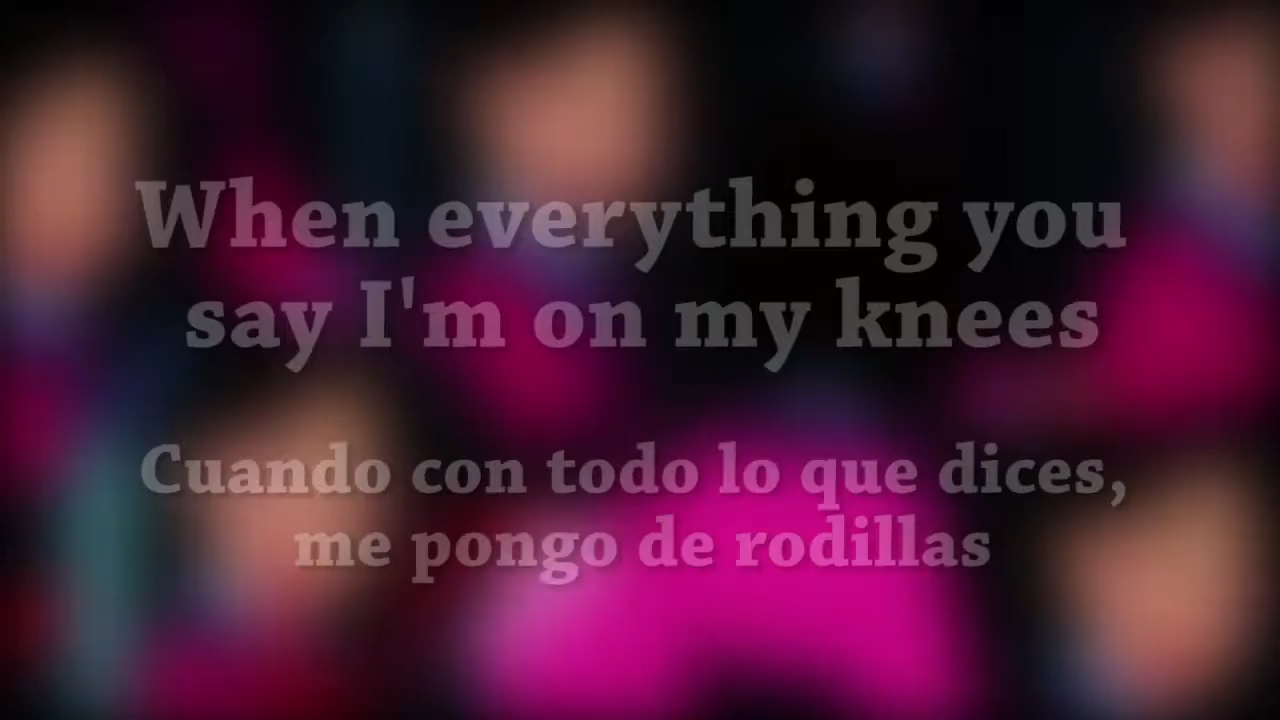 When everything you
say I'm on my knees
Cuando con todo lo que dices,
me pongo de rodillas